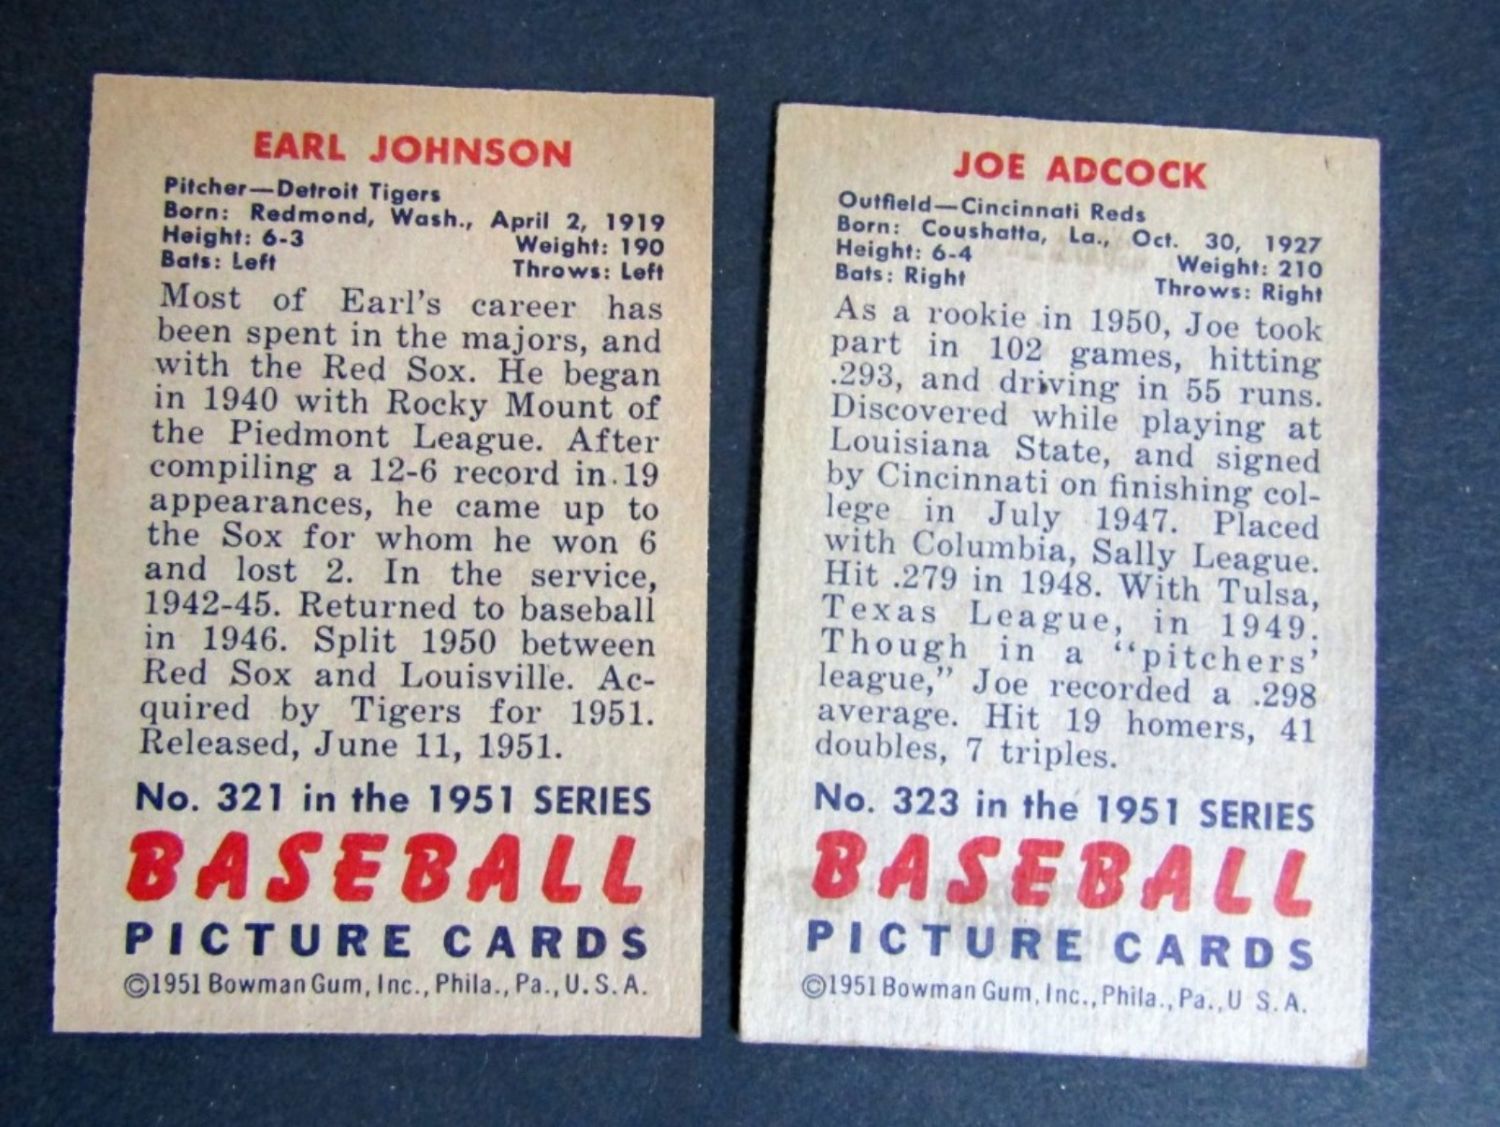 EARL JOHNSON
Pitcher—Detroit Tigers
Born: Redmond, Wash., April 2, 1919
Height: 6-3 Weight: 190
Bats: Left Throws: Left
Most of Earl's career has
been spent in the majors, and
with the Red Sox. He began
in 1940 with Rocky Mount of
the Piedmont League. After
compiling a 12-6 record in 19
appearances, he came up to
the Sox for whom he won 6
and lost 2. In the service,
1942-45. Returned to baseball
in 1946. Split 1950 between
Red Sox and Louisville. Ac-
quired by Tigers for 1951.
Released, June 11, 1951.
No. 321 in the 1951 SERIES
BASEBALL
PICTURE CARDS
©1951 Bowman Gum, Inc., Phila., Pa., U.S.A.
JOE ADCOCK
Outfield—Cincinnati Reds
Born: Coushatta, La., Oct. 30, 1927
Height: 6-4 Weight: 210
Bats: Right Throws: Right
As a rookie in 1950, Joe took
part in 102 games, hitting
.293, and driving in 55 runs.
Discovered while playing at
Louisiana State, and signed
by Cincinnati on finishing col-
lege in July 1947. Placed
with Columbia, Sally League.
Hit .279 in 1948. With Tulsa,
Texas League, in 1949.
Though in a "pitchers'
league," Joe recorded a .298
average. Hit 19 homers, 41
doubles, 7 triples.
No. 323 in the 1951 SERIES
BASEBALL
PICTURE CARDS
©1951 Bowman Gum, Inc., Phila., Pa., U S. A.